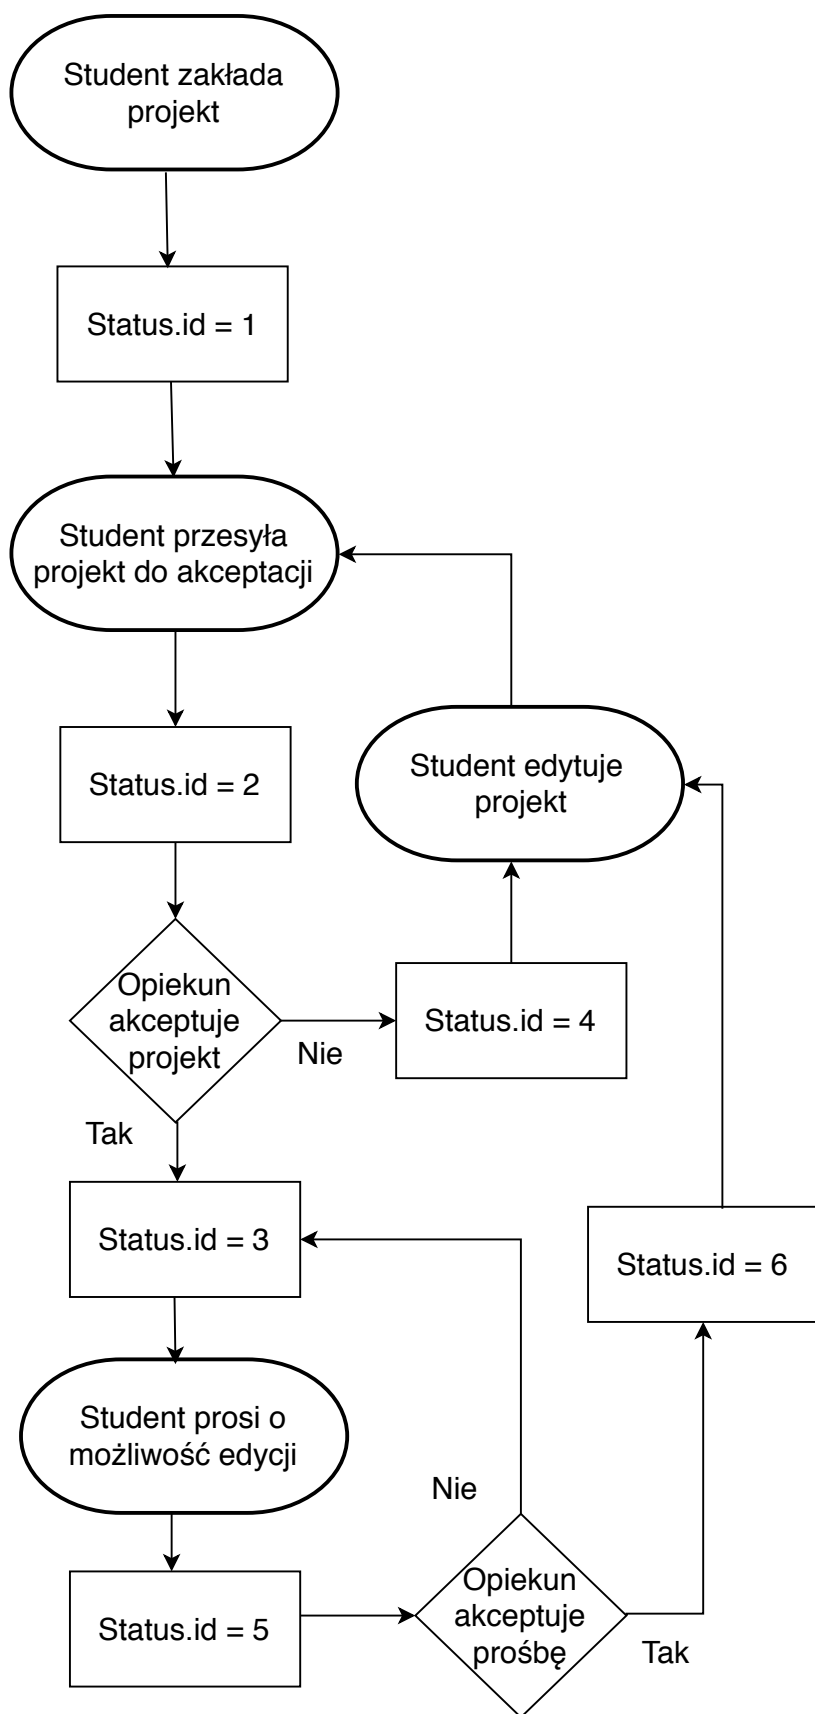 Student zakłada
projekt
Status.id = 1
Student przesyła
projekt do akceptacji
Status.id = 2
Student edytuje
projekt
Opiekun
akceptuje
projekt
Nie
Status.id = 4
Tak
Status.id = 3
Status.id = 6
Student prosi o
możliwość edycji
Nie
Status.id = 5
Opiekun
akceptuje
prośbę
Tak